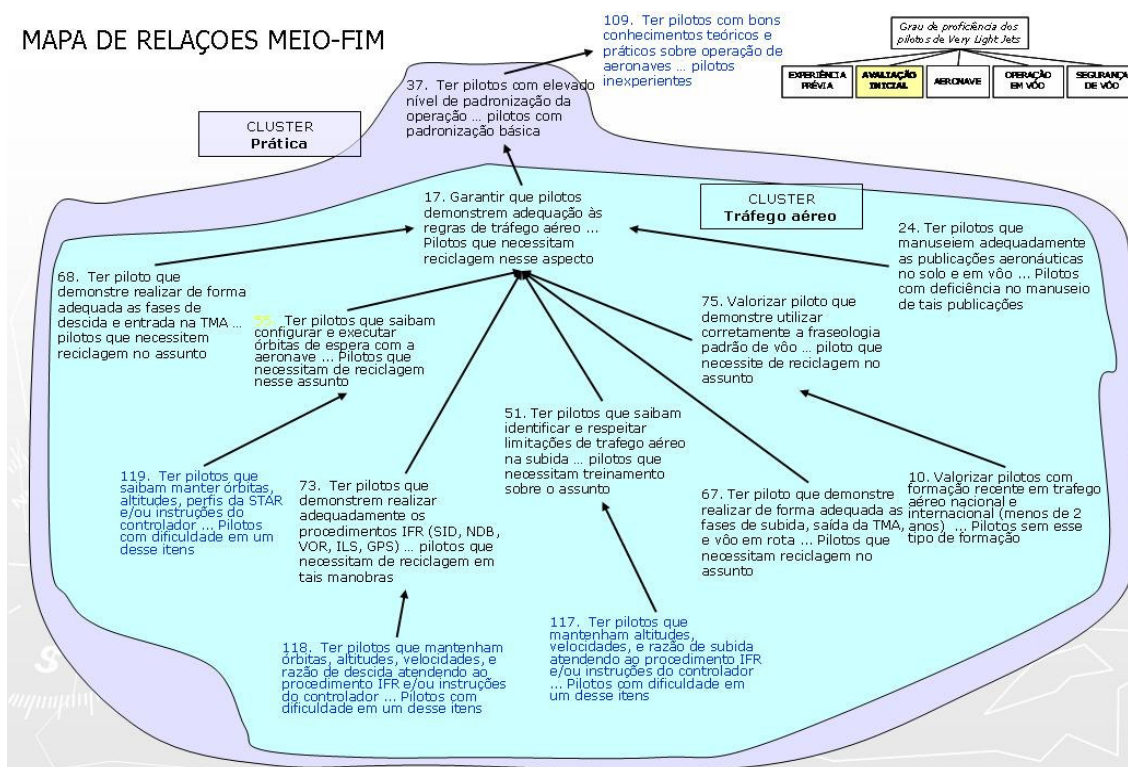 MAPA DE RELAÇOES MEIO-FIM
109. Ter pilotos com bons
conhecimentos teóricos e
práticos sobre operação de
aeronaves ... pilotos
inexperientes
Grau de proficiência dos
pilotos de Very Light Jets
EXPERIÊNCIA
PRÉVIA
AVALIAÇÃO
INICIAL
AERONAVE
OPERAÇÃO
EM VÔO
SEGURANÇA
DE VÔO
37. Ter pilotos com elevado
nível de padronização da
operação ... pilotos com
padronização básica
CLUSTER
Prática
17. Garantir que pilotos
demonstrem adequação às
regras de tráfego aéreo ...
Pilotos que necessitam
reciclagem nesse aspecto
CLUSTER
Tráfego aéreo
24. Ter pilotos que
manuseiem adequadamente
as publicações aeronáuticas
no solo e em vôo ... Pilotos
com deficiência no manuseio
de tais publicações
68. Ter piloto que
demonstre realizar de forma
adequada as fases de
descida e entrada na TMA ...
pilotos que necessitem
reciclagem no assunto
Ter pilotos que saibam
configurar e executar
órbitas de espera com a
aeronave ... Pilotos que
necessitam de reciclagem
nesse assunto
75. Valorizar piloto que
demonstre utilizar
corretamente a fraseologia
padrão de vôo ... piloto que
necessite de reciclagem no
assunto
51. Ter pilotos que saibam
identificar e respeitar
limitações de trafego aéreo
na subida ... pilotos que
necessitam treinamento
sobre o assunto
119. Ter pilotos que
saibam manter órbitas,
altitudes, perfis da STAR
e/ou instruções do
controlador ... Pilotos
com dificuldade em um
desse itens
73. Ter pilotos que
demonstrem realizar
adequadamente os
procedimentos IFR (SID, NDB,
VOR, ILS, GPS) ... pilotos que
necessitam de reciclagem em
tais manobras
67. Ter piloto que demonstre
realizar de forma adequada as
fases de subida, saída da TMA,
e vôo em rota ... Pilotos que
necessitam reciclagem no
assunto
10. Valorizar pilotos com
formação recente em trafego
aéreo nacional e
internacional (menos de 2
anos) ... Pilotos sem esse
tipo de formação
118. Ter pilotos que mantenham
órbitas, altitudes, velocidades, e
razão de descida atendendo ao
procedimento IFR e/ou instruções
do controlador ... Pilotos com
dificuldade em um desse itens
117. Ter pilotos que
mantenham altitudes,
velocidades, e razão de subida
atendendo ao procedimento IFR
e/ou instruções do controlador
... Pilotos com dificuldade em
um desse itens
S